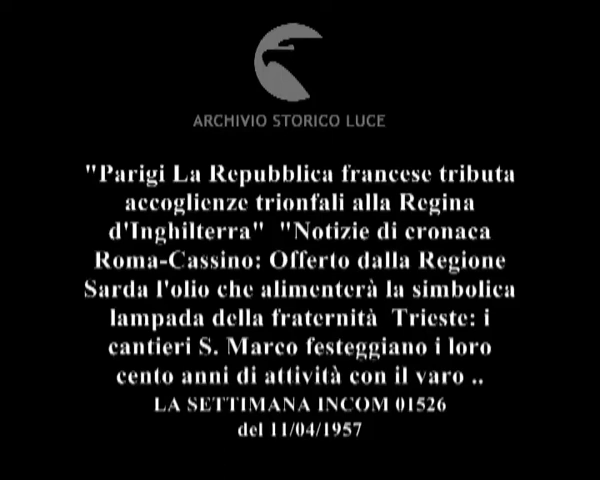 ARCHIVIO STORICO LUCE
"Parigi La Repubblica francese tributa
accoglienze trionfali alla Regina
d'Inghilterra"  "Notizie di cronaca
Roma-Cassino: Offerto dalla Regione
Sarda l'olio che alimenterà la simbolica
lampada della fraternità  Trieste: i
cantieri S. Marco festeggiano i loro
cento anni di attività con il varo ..
LA SETTIMANA INCOM 01526
del 11/04/1957